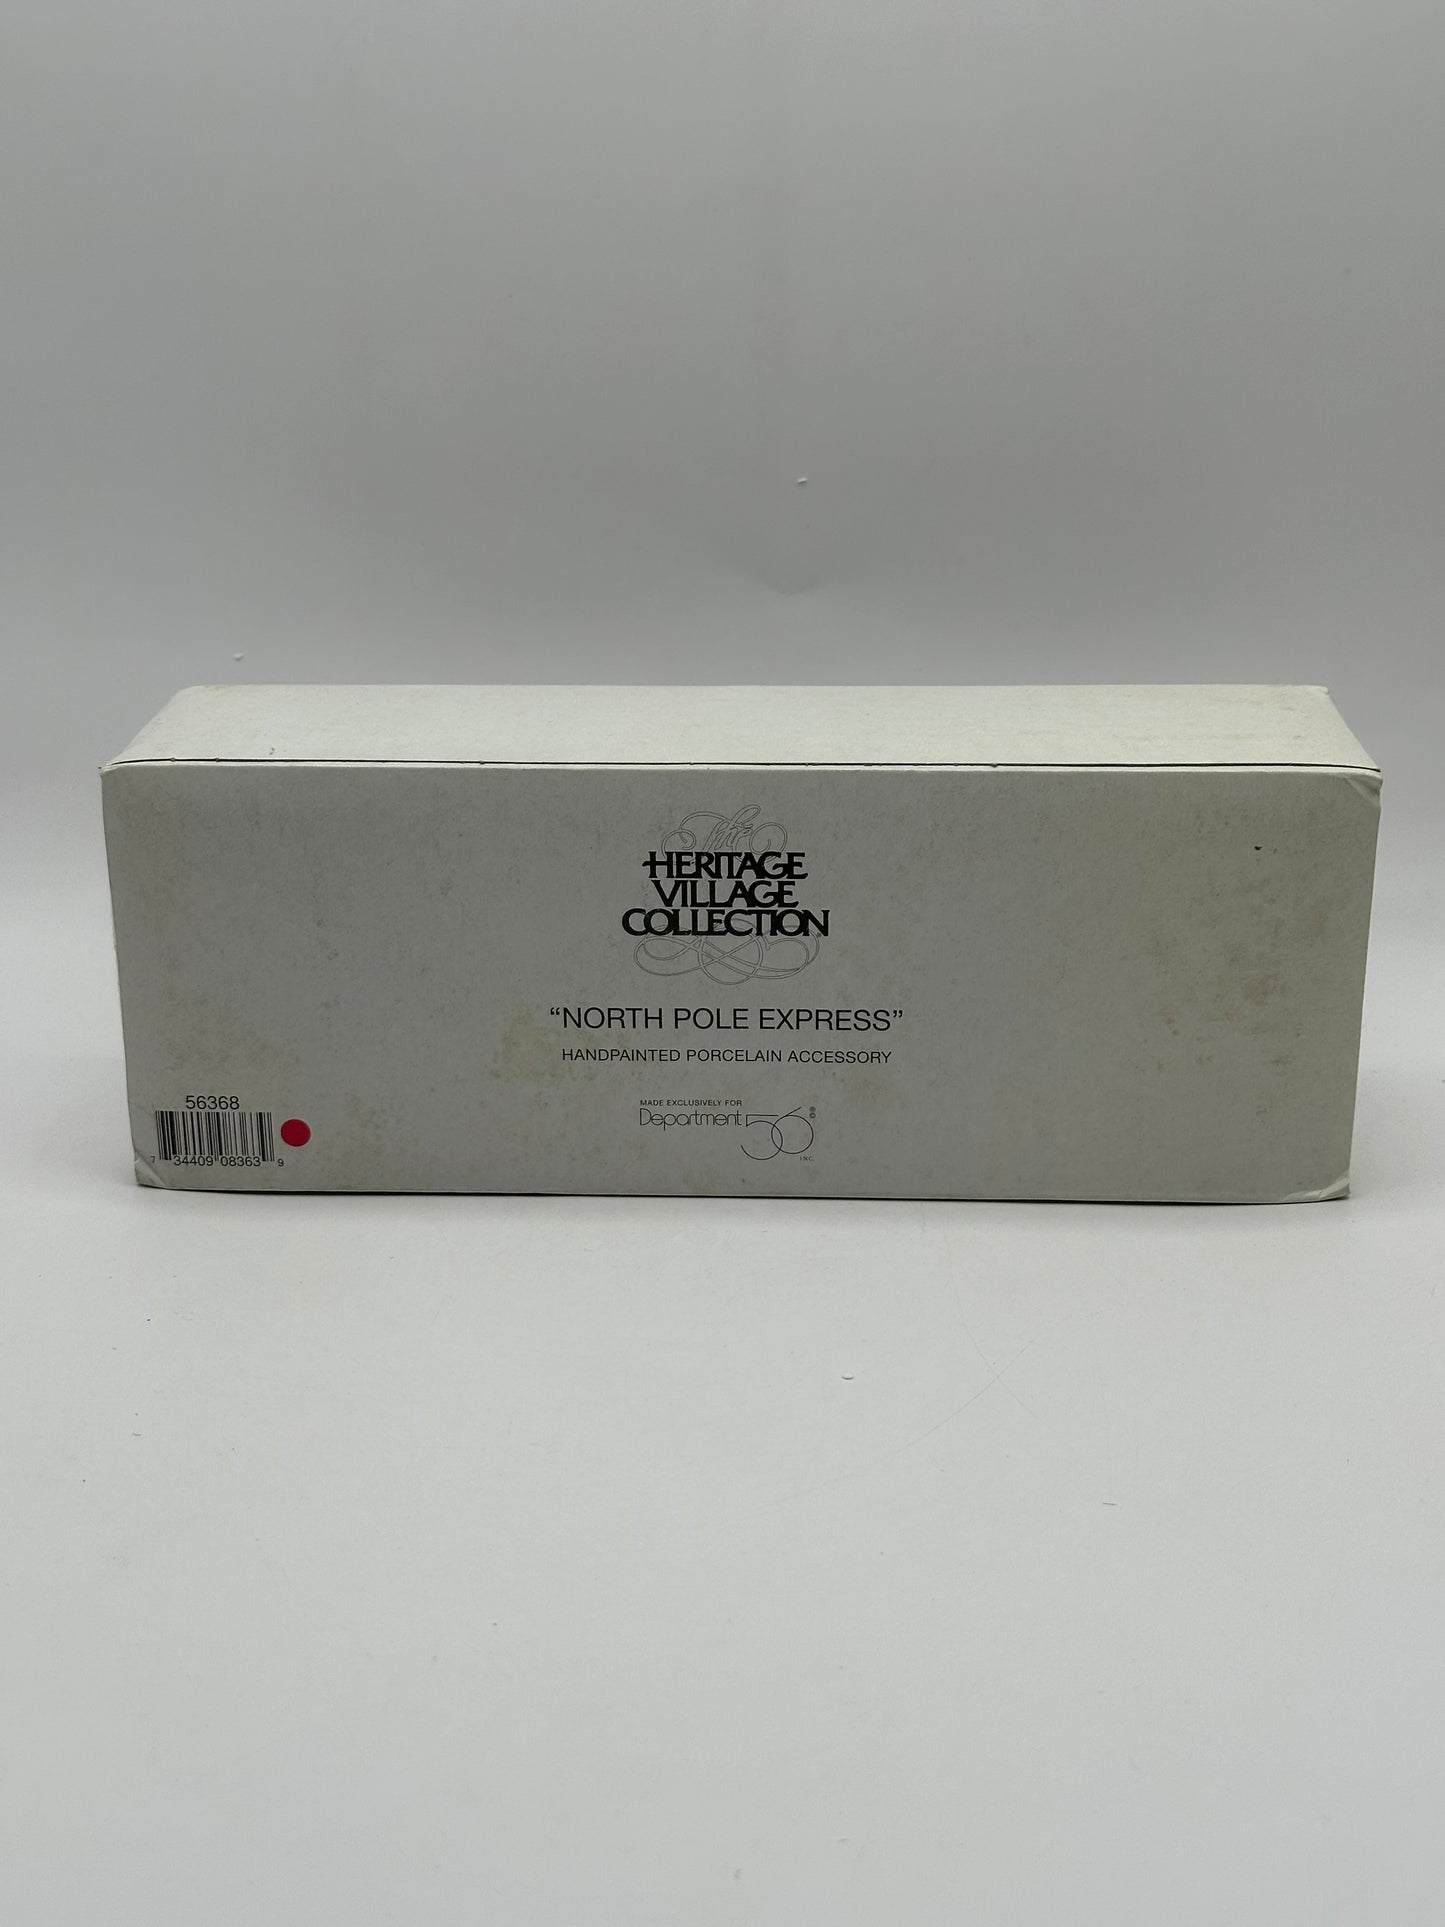 The
HERITAGE
VILLAGE
COLLECTION®
“NORTH POLE EXPRESS”
HANDPAINTED PORCELAIN ACCESSORY
MADE EXCLUSIVELY FOR
Department 56 ®
INC.
56368
7 34409 08363 9